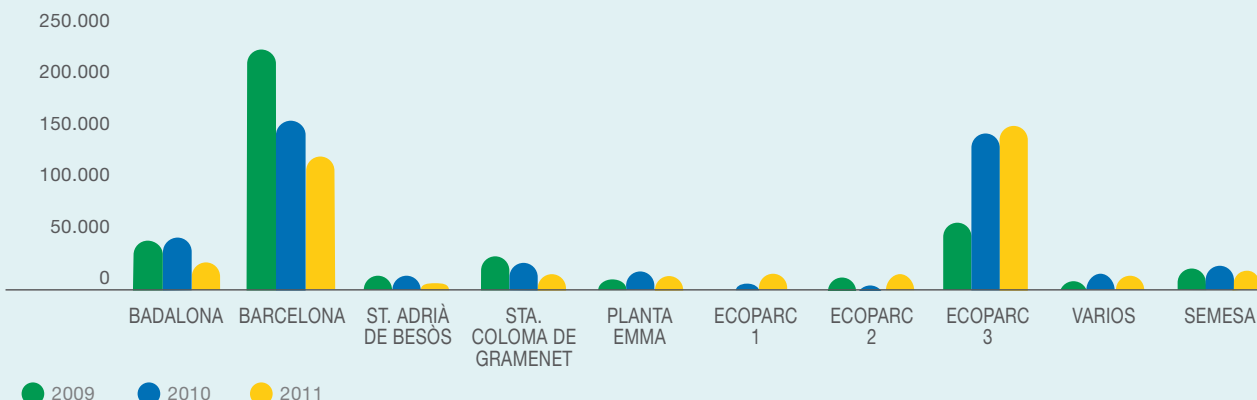 250.000
200.000
150.000
100.000
50.000
0
BADALONA
BARCELONA
ST. ADRIÀ
DE BESÒS
STA.
COLOMA DE
GRAMENET
PLANTA
EMMA
ECOPARC
1
ECOPARC
2
ECOPARC
3
VARIOS
SEMESA
2009
2010
2011